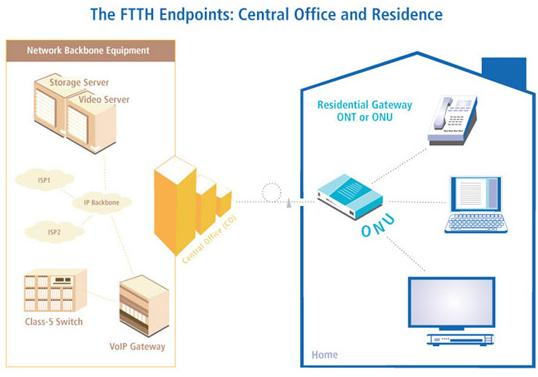 The FTTH Endpoints: Central Office and Residence
Network Backbone Equipment
Storage Server
Video Server
ISP1
IP Backbone
ISP2
Class-5 Switch
VoIP Gateway
Central Office (CO)
Residential Gateway
ONT or ONU
ONU
Home